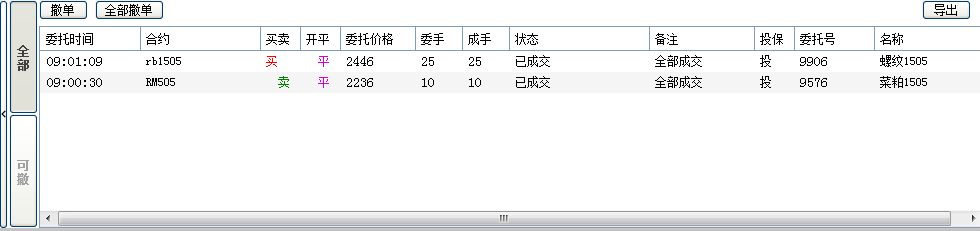 撤单 全部撤单 导出
全部
可撤
委托时间 合约 买卖 开平 委托价格 委手 成手 状态 备注 投保 委托号 名称
09:01:09 rb1505 买 平 2446 25 25 已成交 全部成交 投 9906 螺纹1505
09:00:30 RM505 卖 平 2236 10 10 已成交 全部成交 投 9576 菜粕1505